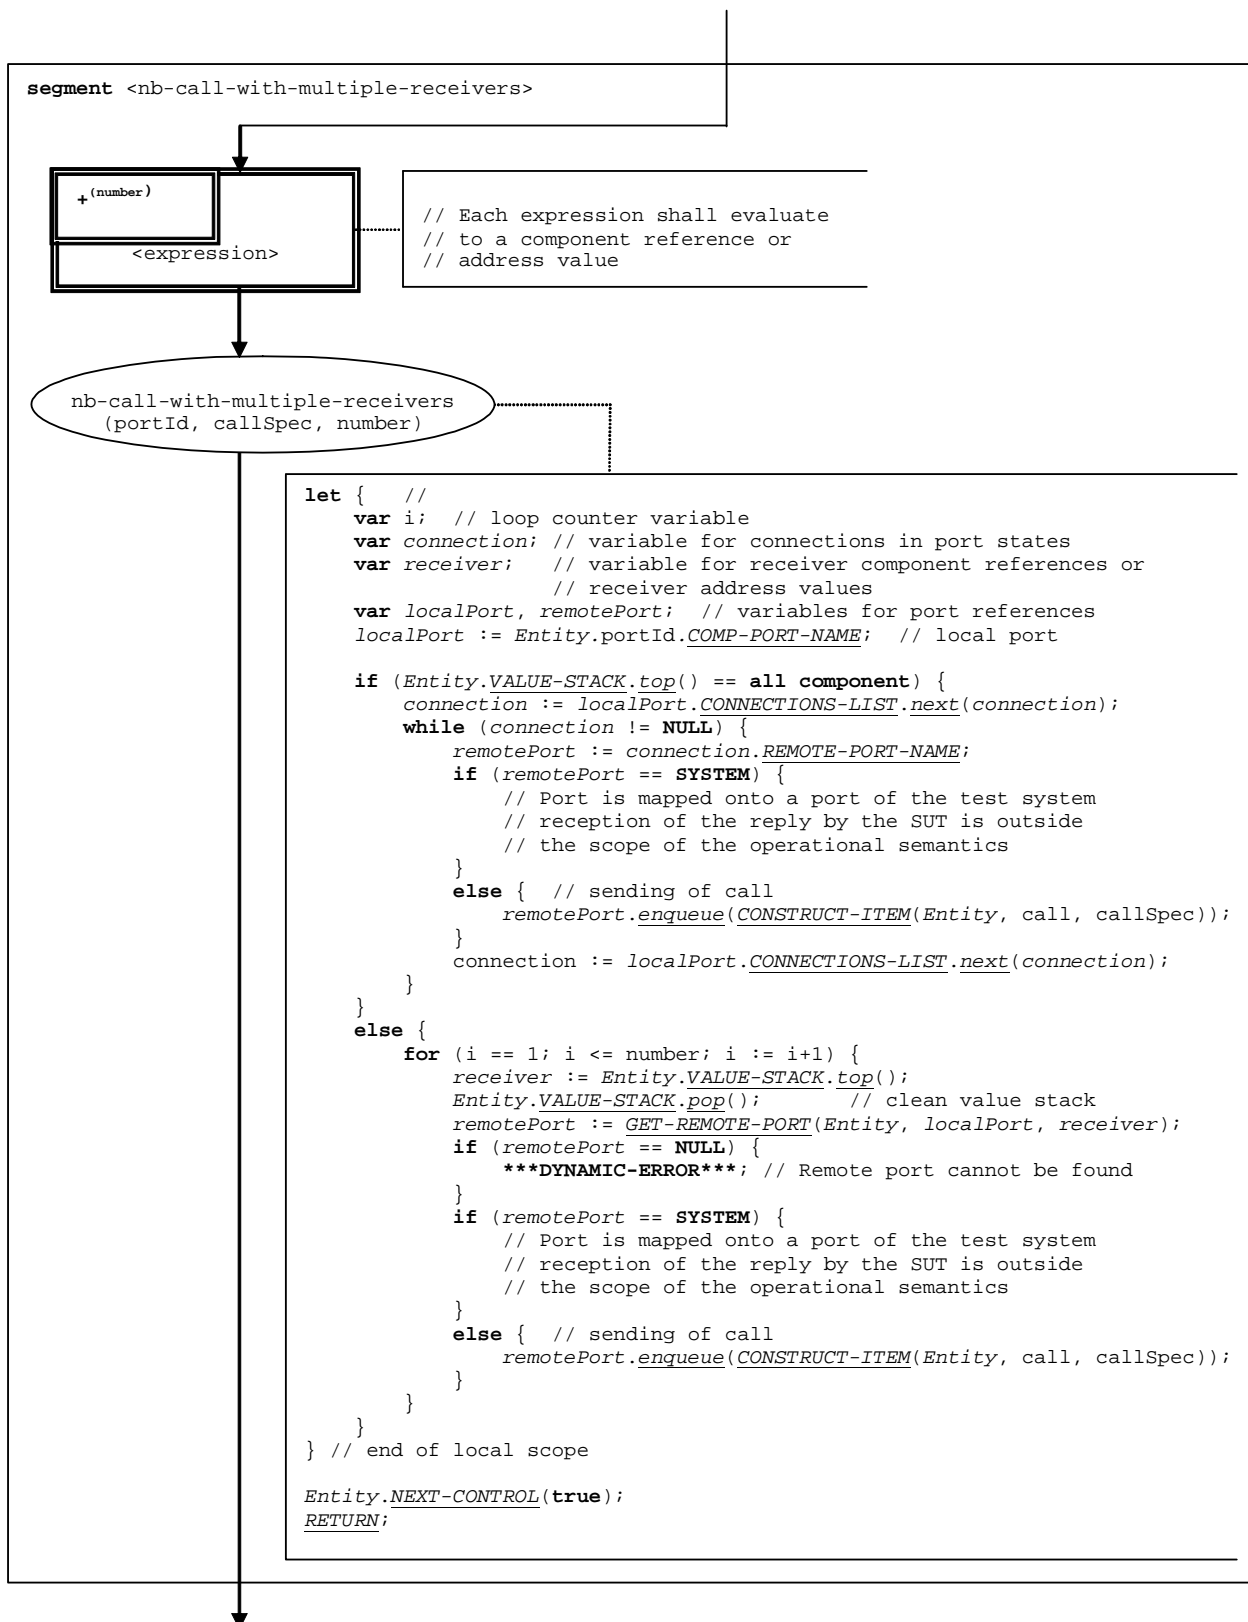 segment <nb-call-with-multiple-receivers>
+(number)
<expression>
// Each expression shall evaluate
// to a component reference or
// address value
nb-call-with-multiple-receivers
(portId, callSpec, number)
let {   //
    var i;  // loop counter variable
    var connection; // variable for connections in port states
    var receiver;   // variable for receiver component references or
                    // receiver address values
    var localPort, remotePort;  // variables for port references
    localPort := Entity.portId.COMP-PORT-NAME;  // local port
    if (Entity.VALUE-STACK.top() == all component) {
        connection := localPort.CONNECTIONS-LIST.next(connection);
        while (connection != NULL) {
            remotePort := connection.REMOTE-PORT-NAME;
            if (remotePort == SYSTEM) {
                // Port is mapped onto a port of the test system
                // reception of the reply by the SUT is outside
                // the scope of the operational semantics
            }
            else {  // sending of call
                remotePort.enqueue(CONSTRUCT-ITEM(Entity, call, callSpec));
            }
            connection := localPort.CONNECTIONS-LIST.next(connection);
        }
    }
    else {
        for (i == 1; i <= number; i := i+1) {
            receiver := Entity.VALUE-STACK.top();
            Entity.VALUE-STACK.pop();       // clean value stack
            remotePort := GET-REMOTE-PORT(Entity, localPort, receiver);
            if (remotePort == NULL) {
                ***DYNAMIC-ERROR***; // Remote port cannot be found
            }
            if (remotePort == SYSTEM) {
                // Port is mapped onto a port of the test system
                // reception of the reply by the SUT is outside
                // the scope of the operational semantics
            }
            else {  // sending of call
                remotePort.enqueue(CONSTRUCT-ITEM(Entity, call, callSpec));
            }
        }
    }
} // end of local scope
Entity.NEXT-CONTROL(true);
RETURN;